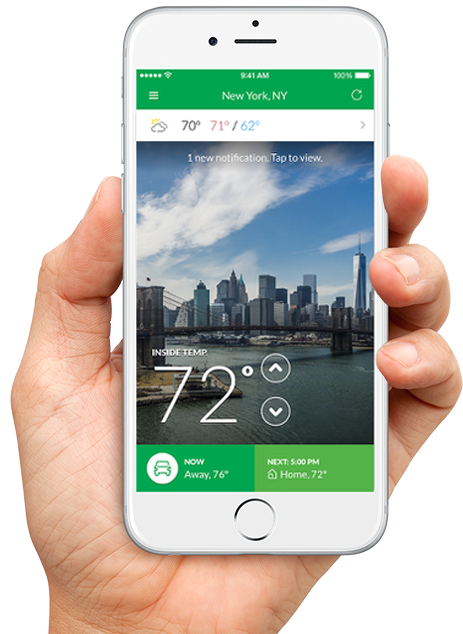 9:41 AM
100%
New York, NY
70° 71° / 62°
1 new notification. Tap to view.
INSIDE TEMP.
72°
NOW
Away, 76°
NEXT: 5:00 PM
Home, 72°